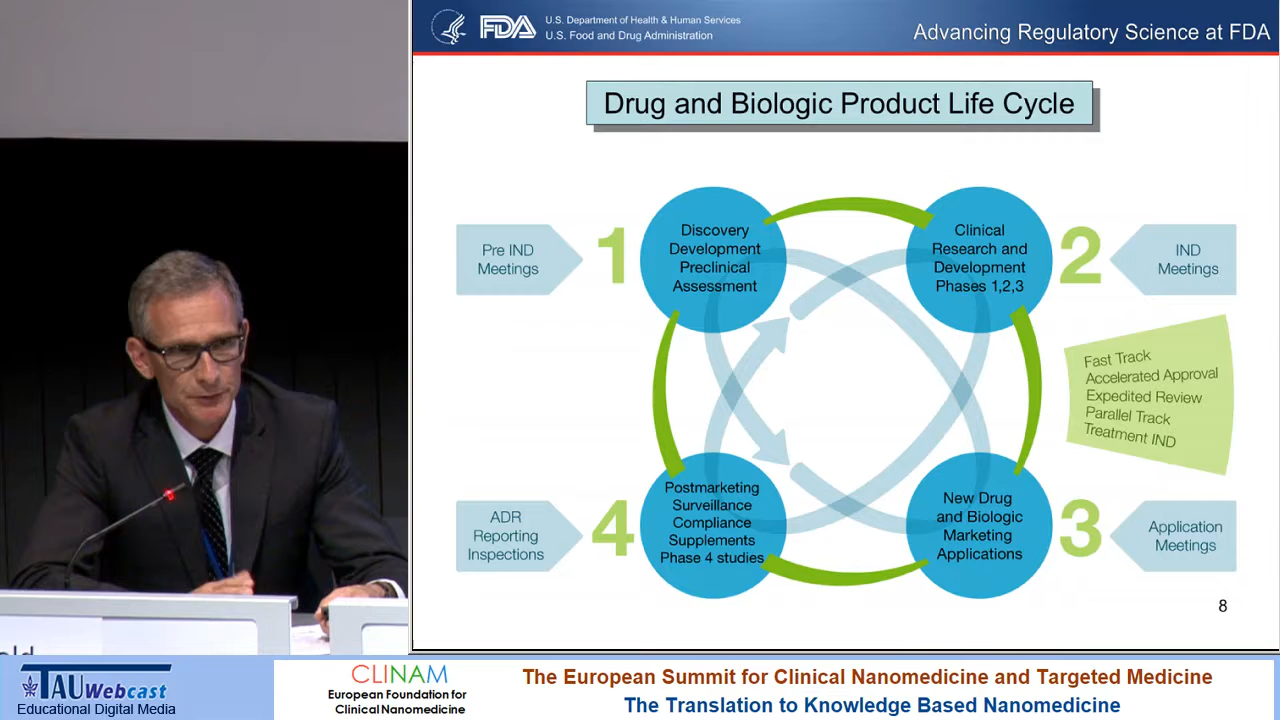 FDA
U.S. Department of Health & Human Services
U.S. Food and Drug Administration
Advancing Regulatory Science at FDA
Drug and Biologic Product Life Cycle
Pre IND
Meetings
1
Discovery
Development
Preclinical
Assessment
Clinical
Research and
Development
Phases 1,2,3
2
IND
Meetings
Fast Track
Accelerated Approval
Expedited Review
Parallel Track
Treatment IND
ADR
Reporting
Inspections
4
Postmarketing
Surveillance
Compliance
Supplements
Phase 4 studies
New Drug
and Biologic
Marketing
Applications
3
Application
Meetings
8
TAU Webcast
Educational Digital Media
CLINAM
European Foundation for
Clinical Nanomedicine
The European Summit for Clinical Nanomedicine and Targeted Medicine
The Translation to Knowledge Based Nanomedicine